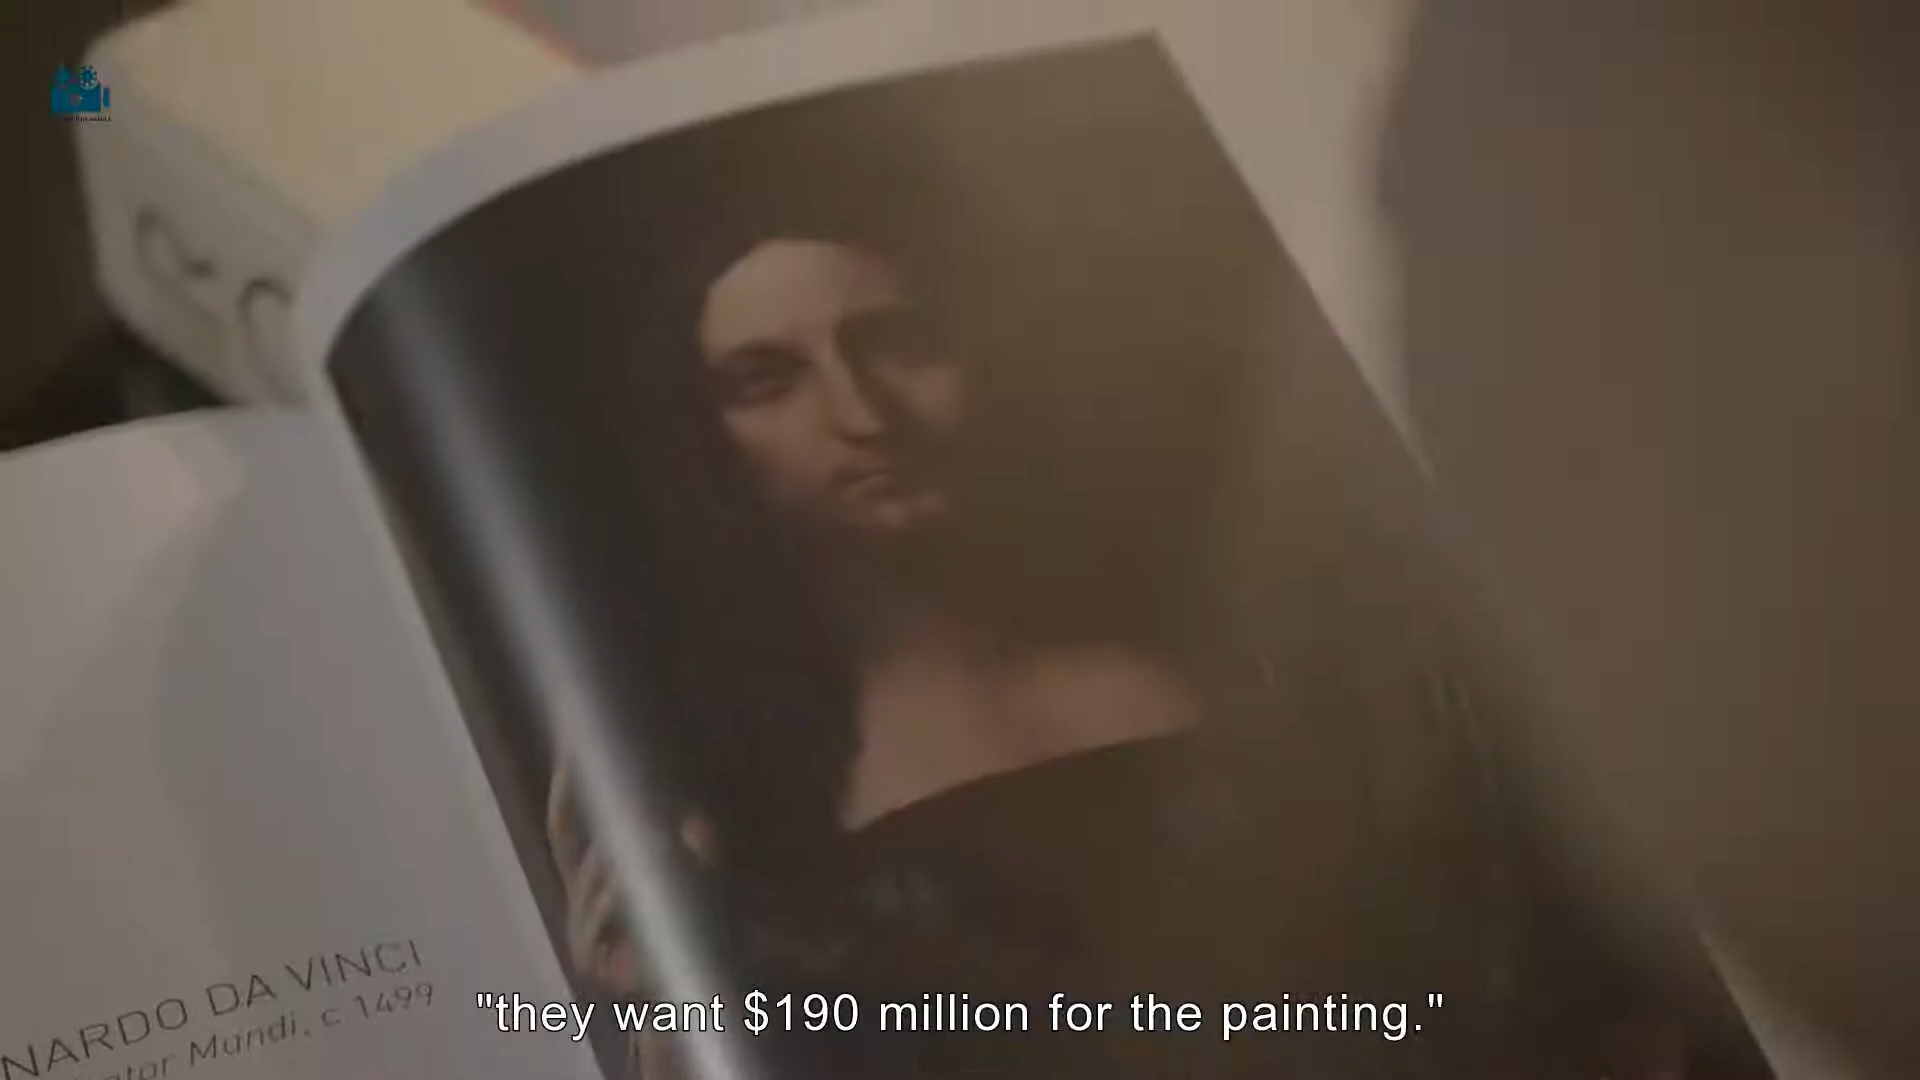 NARDO DA VINCI
Mundi, c 1499
"they want $190 million for the painting."